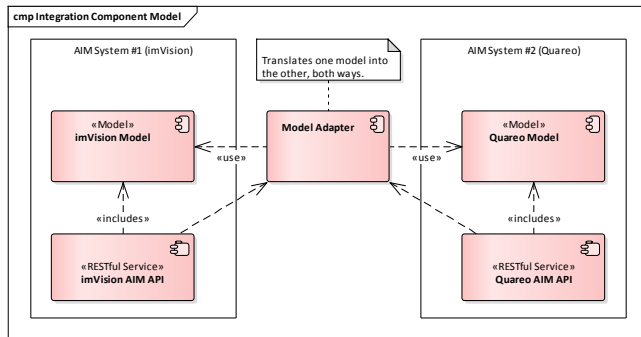 cmp Integration Component Model
AIM System #1 (imVision)
AIM System #2 (Quareo)
Translates one model into
the other, both ways.
«Model»
imVision Model
Model Adapter
«Model»
Quareo Model
«use»
«use»
«includes»
«includes»
«RESTful Service»
imVision AIM API
«RESTful Service»
Quareo AIM API